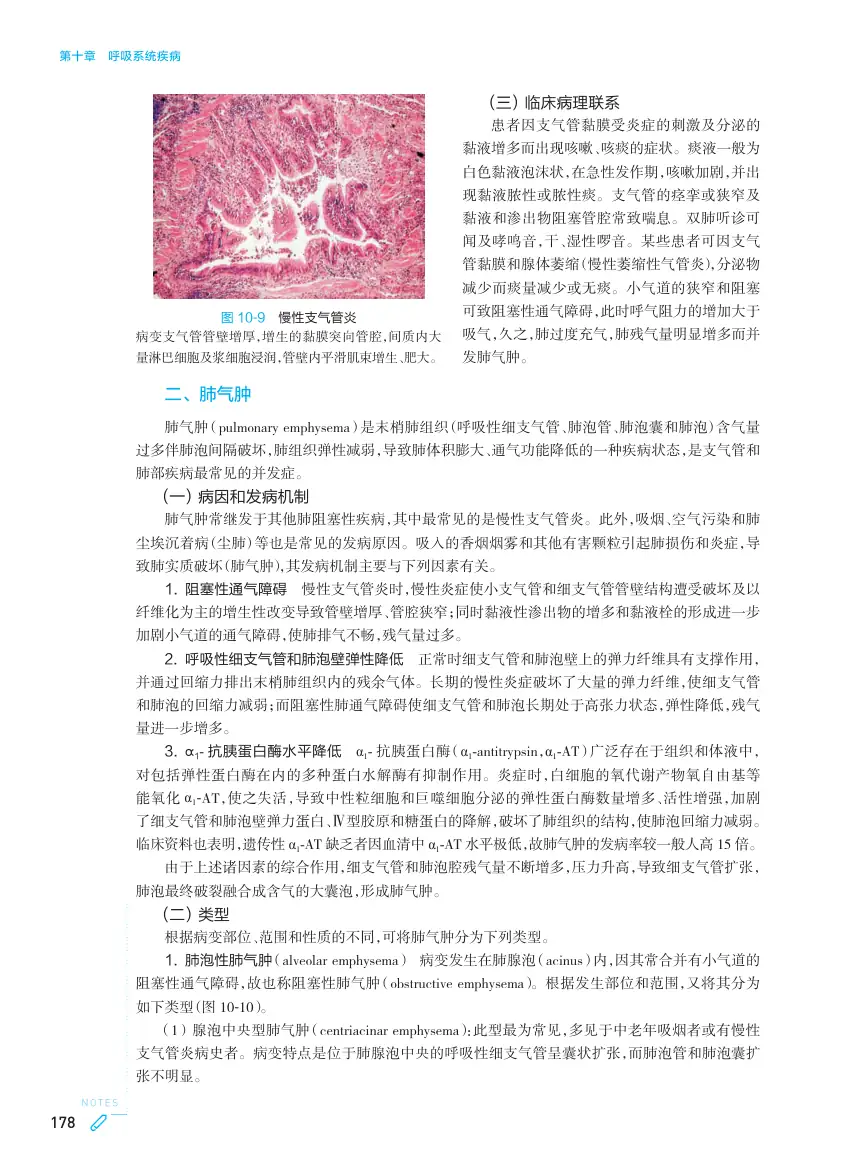 第十章 呼吸系统疾病
图 10-9 慢性支气管炎
病变支气管管壁增厚,增生的黏膜突向管腔,间质内大
量淋巴细胞及浆细胞浸润,管壁内平滑肌束增生、肥大。
(三)临床病理联系
患者因支气管黏膜受炎症的刺激及分泌的
黏液增多而出现咳嗽、咳痰的症状。痰液一般为
白色黏液泡沫状,在急性发作期,咳嗽加剧,并出
现黏液脓性或脓性痰。支气管的痉挛或狭窄及
黏液和渗出物阻塞管腔常致喘息。双肺听诊可
闻及哮鸣音,干、湿性啰音。某些患者可因支气
管黏膜和腺体萎缩(慢性萎缩性气管炎),分泌物
减少而痰量减少或无痰。小气道的狭窄和阻塞
可致阻塞性通气障碍,此时呼气阻力的增加大于
吸气,久之,肺过度充气,肺残气量明显增多而并
发肺气肿。
二、肺气肿
肺气肿(pulmonary emphysema)是末梢肺组织(呼吸性细支气管、肺泡管、肺泡囊和肺泡)含气量
过多伴肺泡间隔破坏,肺组织弹性减弱,导致肺体积膨大、通气功能降低的一种疾病状态,是支气管和
肺部疾病最常见的并发症。
(一)病因和发病机制
肺气肿常继发于其他肺阻塞性疾病,其中最常见的是慢性支气管炎。此外,吸烟、空气污染和肺
尘埃沉着病(尘肺)等也是常见的发病原因。吸入的香烟烟雾和其他有害颗粒引起肺损伤和炎症,导
致肺实质破坏(肺气肿),其发病机制主要与下列因素有关。
1. 阻塞性通气障碍 慢性支气管炎时,慢性炎症使小支气管和细支气管管壁结构遭受破坏及以
纤维化为主的增生性改变导致管壁增厚、管腔狭窄;同时黏液性渗出物的增多和黏液栓的形成进一步
加剧小气道的通气障碍,使肺排气不畅,残气量过多。
2. 呼吸性细支气管和肺泡壁弹性降低 正常时细支气管和肺泡壁上的弹力纤维具有支撑作用,
并通过回缩力排出末梢肺组织内的残余气体。长期的慢性炎症破坏了大量的弹力纤维,使细支气管
和肺泡的回缩力减弱;而阻塞性肺通气障碍使细支气管和肺泡长期处于高张力状态,弹性降低,残气
量进一步增多。
3. α₁- 抗胰蛋白酶水平降低 α₁- 抗胰蛋白酶(α₁-antitrypsin,α₁-AT)广泛存在于组织和体液中,
对包括弹性蛋白酶在内的多种蛋白水解酶有抑制作用。炎症时,白细胞的氧代谢产物氧自由基等
能氧化 α₁-AT,使之失活,导致中性粒细胞和巨噬细胞分泌的弹性蛋白酶数量增多、活性增强,加剧
了细支气管和肺泡壁弹力蛋白、Ⅳ型胶原和糖蛋白的降解,破坏了肺组织的结构,使肺泡回缩力减弱。
临床资料也表明,遗传性 α₁-AT 缺乏者因血清中 α₁-AT 水平极低,故肺气肿的发病率较一般人高 15 倍。
由于上述诸因素的综合作用,细支气管和肺泡腔残气量不断增多,压力升高,导致细支气管扩张,
肺泡最终破裂融合成含气的大囊泡,形成肺气肿。
(二)类型
根据病变部位、范围和性质的不同,可将肺气肿分为下列类型。
1. 肺泡性肺气肿(alveolar emphysema) 病变发生在肺腺泡(acinus)内,因其常合并有小气道的
阻塞性通气障碍,故也称阻塞性肺气肿(obstructive emphysema)。根据发生部位和范围,又将其分为
如下类型(图 10-10)。
(1)腺泡中央型肺气肿(centriacinar emphysema):此型最为常见,多见于中老年吸烟者或有慢性
支气管炎病史者。病变特点是位于肺腺泡中央的呼吸性细支气管呈囊状扩张,而肺泡管和肺泡囊扩
张不明显。
NOTES
178